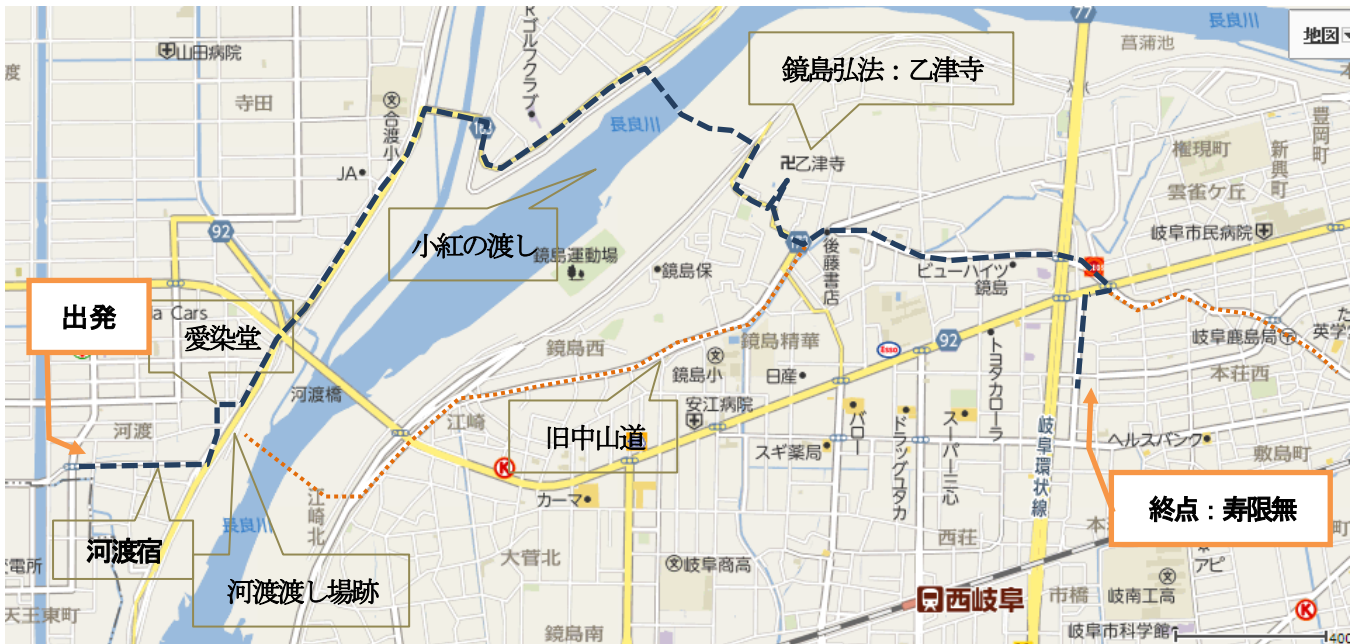 77
地図
菖蒲池
Rゴルフクラブ
山田病院
渡
寺田
合渡小
163
長良川
鏡島弘法：乙津寺
豊岡町
権現町
新興町
雲雀ケ丘
乙津寺
JA
92
小紅の渡し
鏡島運動場
鏡島保
後藤書店
岐阜市民病院
ビューハイツ
鏡島
出発
a Cars
愛染堂
河渡橋
鏡島西
鏡島精華
Esso
92
トヨタカローラ
岐阜鹿島局
英学
本荘西
鏡島小
日産
河渡
江崎
旧中山道
安江病院
バロー
ドラッグユタカ
スーパー三心
スギ薬局
岐阜環状線
ヘルスバンク
敷島町
K
カーマ
江崎北
長良川
終点：寿限無
河渡宿
河渡渡し場跡
大菅北
西荘
電所
岐阜商高
アピ
天王東町
西岐阜
市橋
岐南工高
K
鏡島南
岐阜市科学館
400